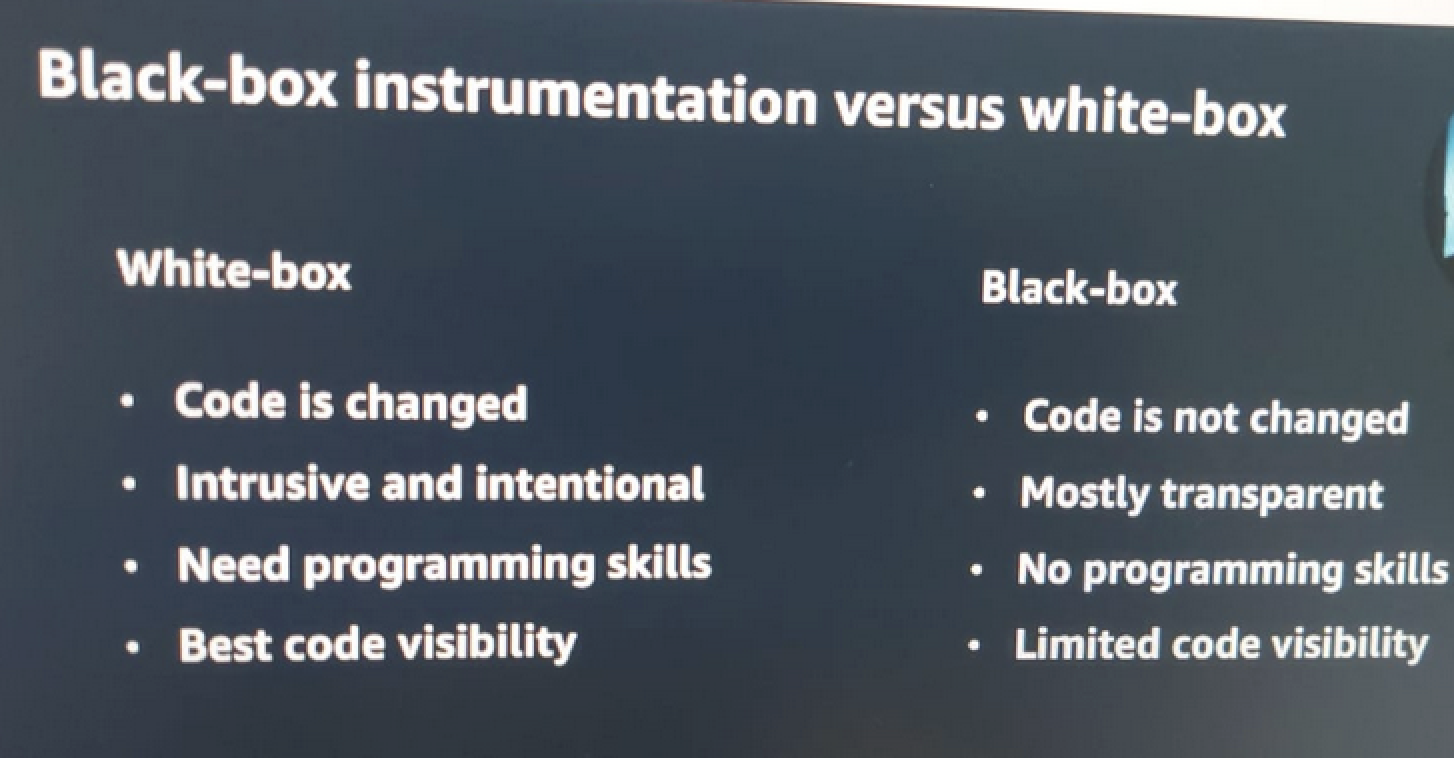 Black-box instrumentation versus white-box
White-box
• Code is changed
• Intrusive and intentional
• Need programming skills
• Best code visibility
Black-box
• Code is not changed
• Mostly transparent
• No programming skills
• Limited code visibility